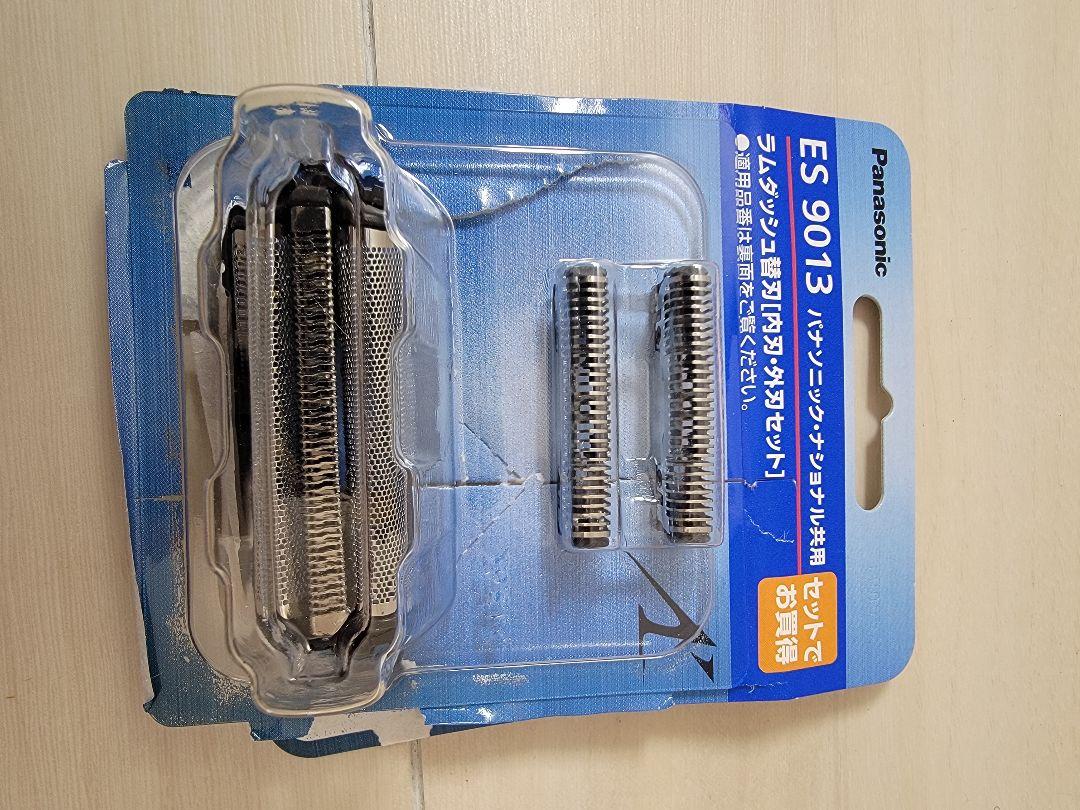 Panasonic
ES 9013 パナソニック・ナショナル共用
ラムダッシュ替刃[内刃・外刃セット]
●適用品番は裏面をご覧ください。
セットで
お買得